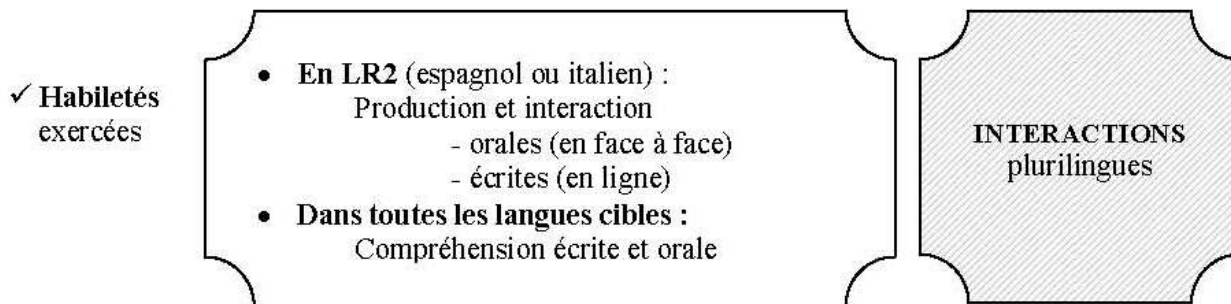 ✓ Habiletés
exercées
• En LR2 (espagnol ou italien) :
Production et interaction
- orales (en face à face)
- écrites (en ligne)
• Dans toutes les langues cibles :
Compréhension écrite et orale
INTERACTIONS
plurilingues